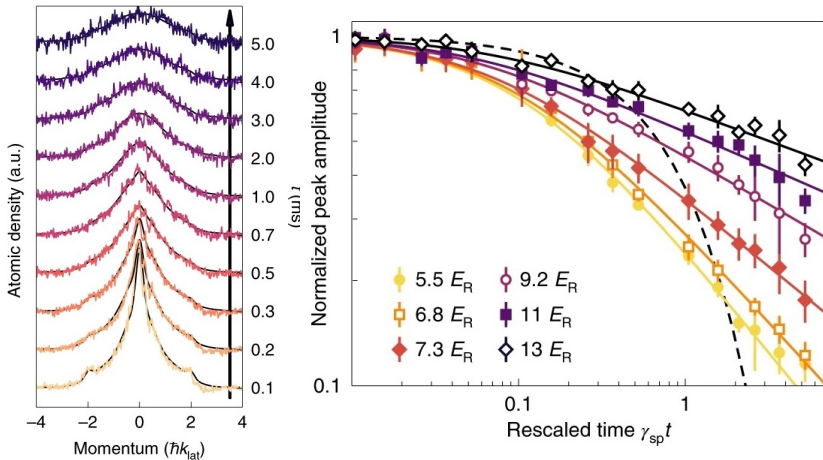 Atomic density (a.u.)
5.0
4.0
3.0
2.0
1.0
0.7
0.5
0.3
0.2
0.1
t (ms)
−4
−2
0
2
4
Momentum (ħk_lat)
Normalized peak amplitude
1
0.1
5.5 E_R
6.8 E_R
7.3 E_R
9.2 E_R
11 E_R
13 E_R
0.1
1
Rescaled time γ_sp t